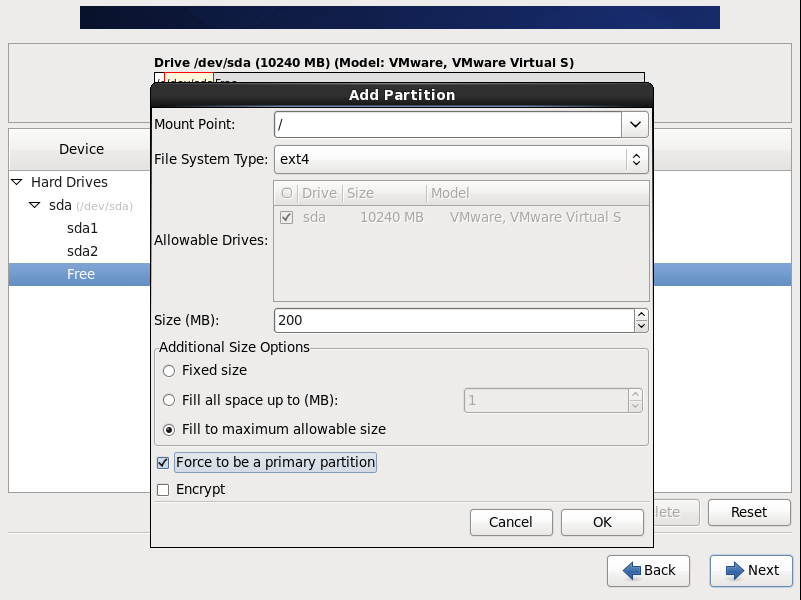 Drive /dev/sda (10240 MB) (Model: VMware, VMware Virtual S)
Free
Add Partition
Mount Point: /
File System Type: ext4
Device
Hard Drives
sda (/dev/sda)
sda1
sda2
Free
Allowable Drives:
Drive Size Model
sda 10240 MB VMware, VMware Virtual S
Size (MB): 200
Additional Size Options
Fixed size
Fill all space up to (MB): 1
Fill to maximum allowable size
Force to be a primary partition
Encrypt
Cancel OK
Reset
Back Next